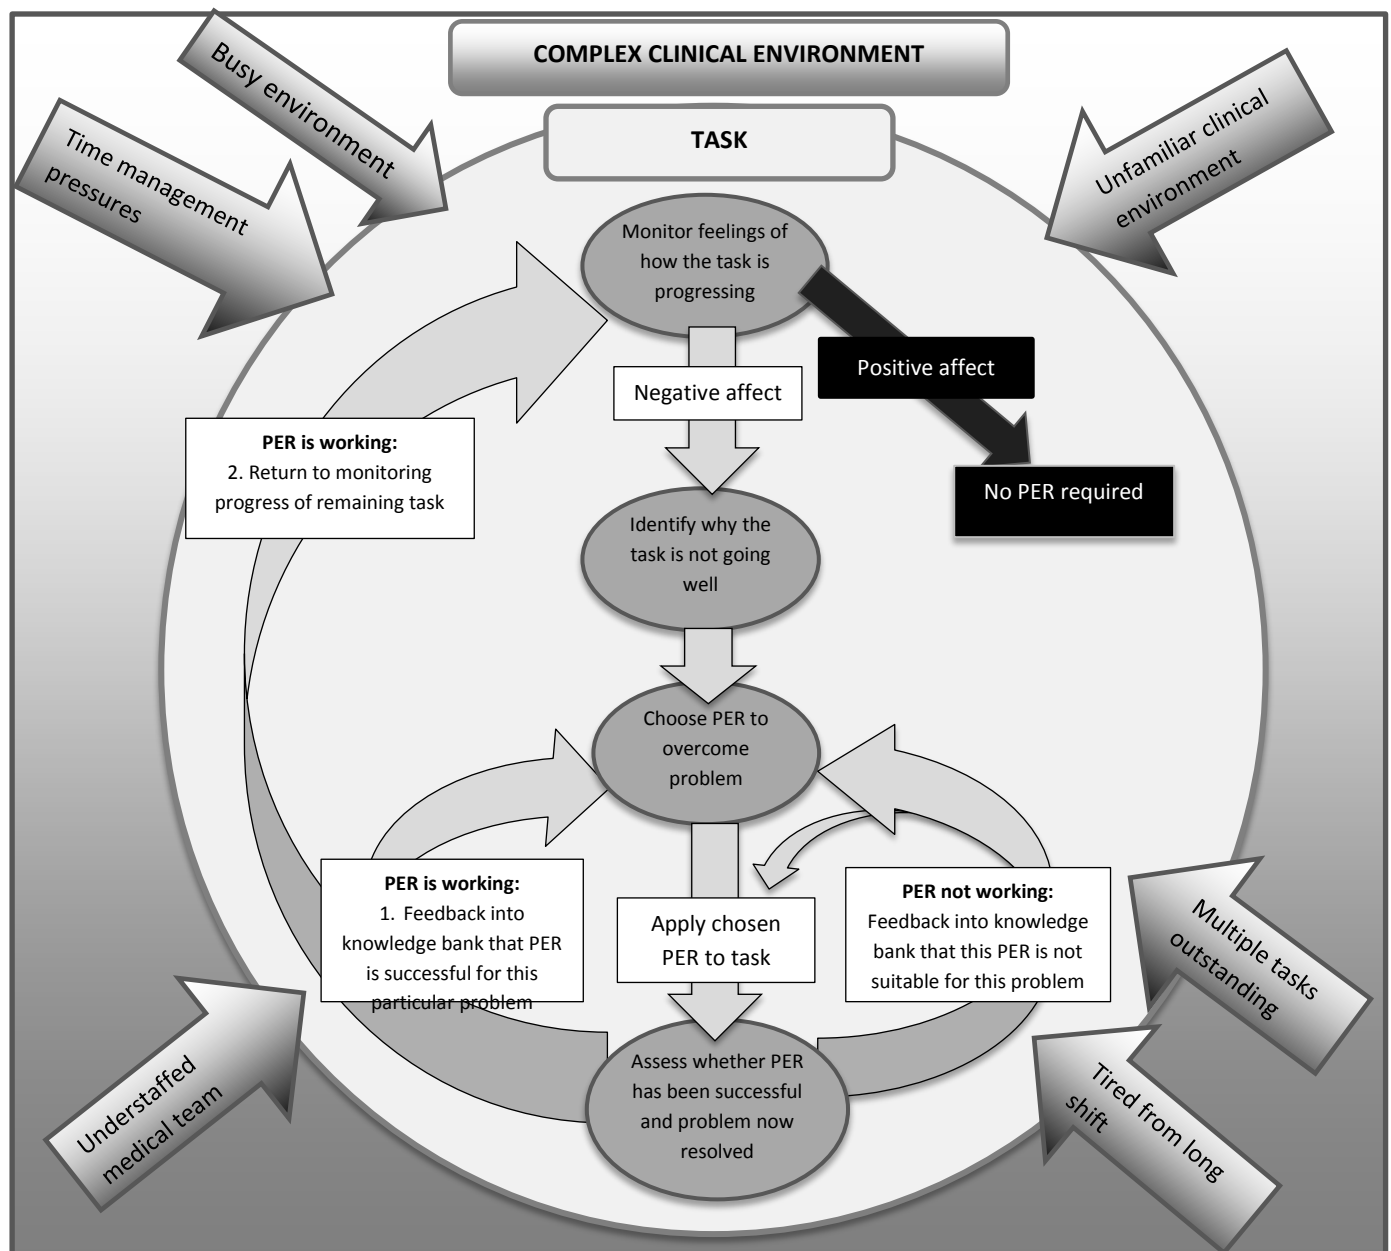 COMPLEX CLINICAL ENVIRONMENT
TASK
Busy environment
Time management
pressures
Unfamiliar clinical
environment
Monitor feelings of
how the task is
progressing
Positive affect
Negative affect
No PER required
PER is working:
2. Return to monitoring
progress of remaining task
Identify why the
task is not going
well
Choose PER to
overcome
problem
PER is working:
1. Feedback into
knowledge bank that PER
is successful for this
particular problem
Apply chosen
PER to task
PER not working:
Feedback into knowledge
bank that this PER is not
suitable for this problem
Multiple tasks
outstanding
Understaffed
medical team
Assess whether PER
has been successful
and problem now
resolved
Tired from long
shift